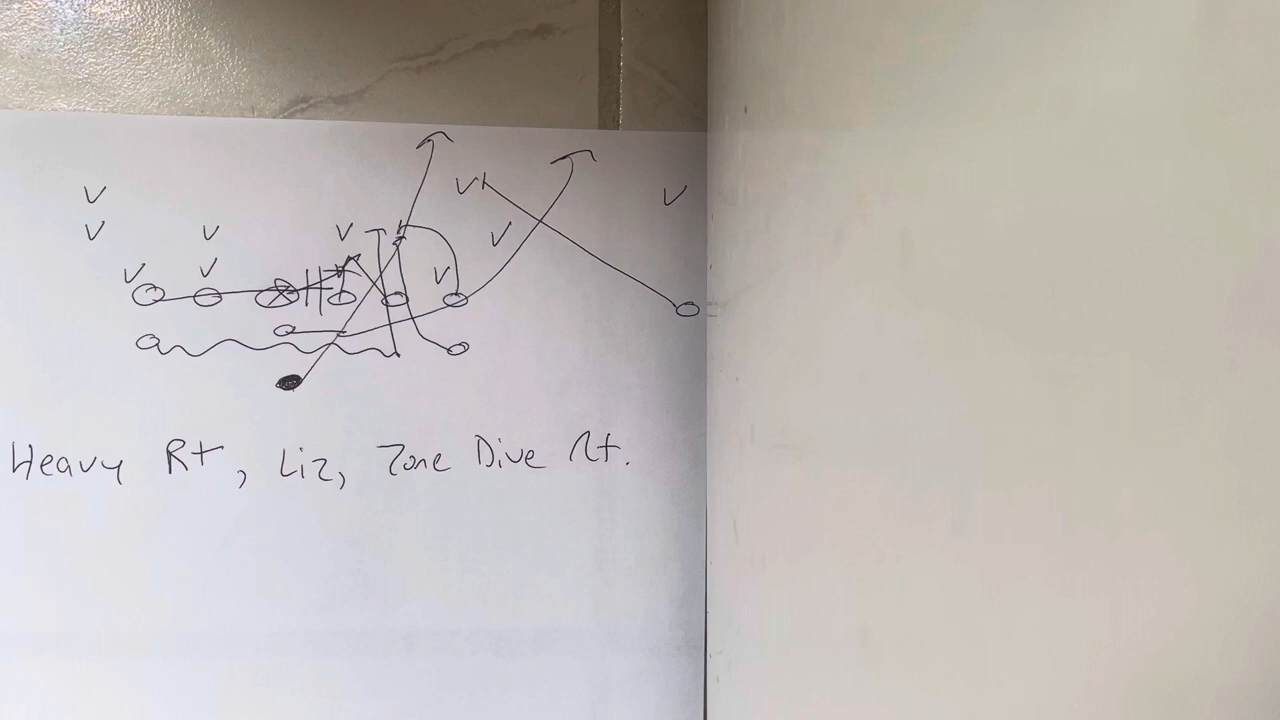 V
V V V V V
V V V V
Heavy Rt, Liz, Zone Dive Rt.